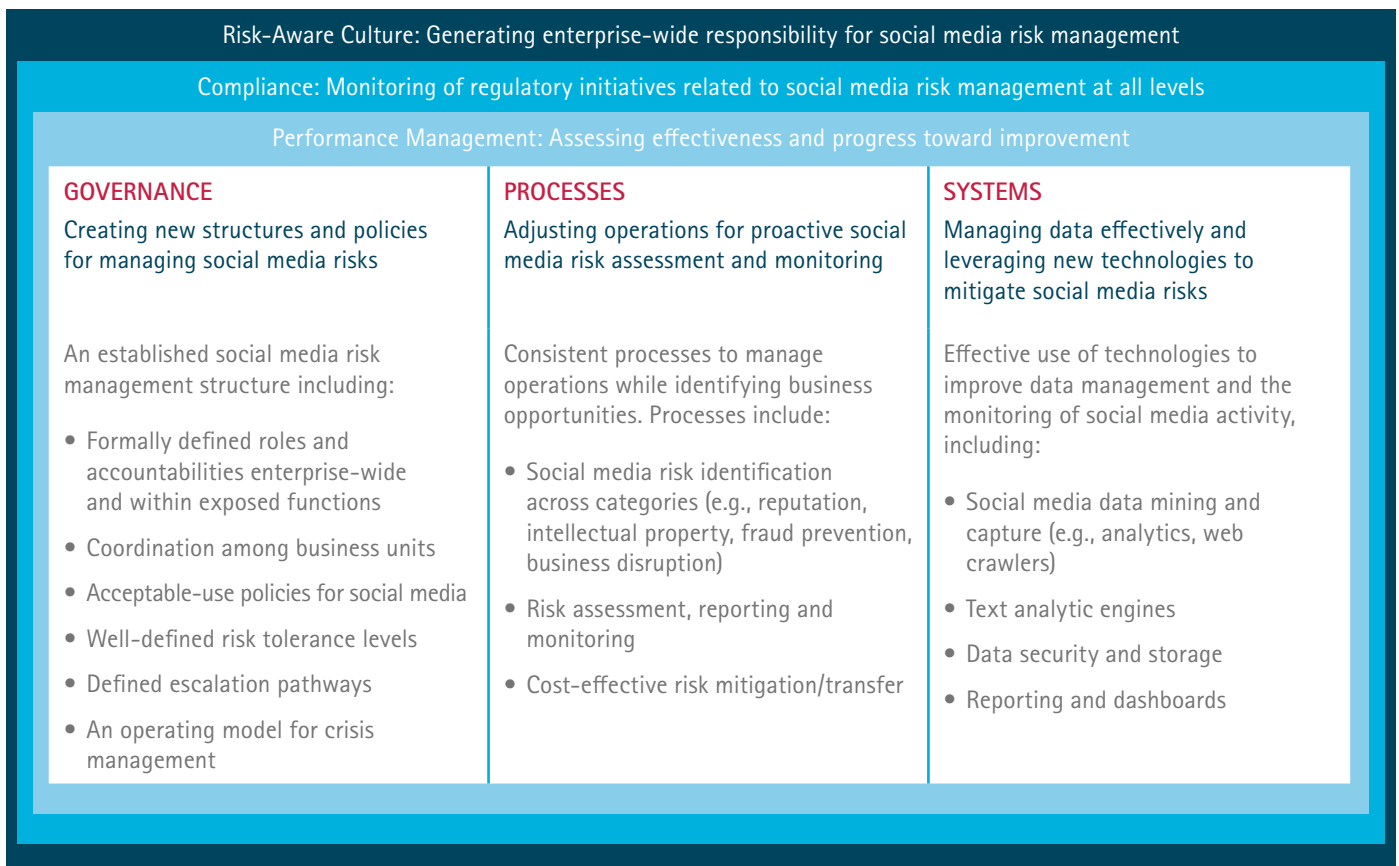 Risk-Aware Culture: Generating enterprise-wide responsibility for social media risk management
Compliance: Monitoring of regulatory initiatives related to social media risk management at all levels
Performance Management: Assessing effectiveness and progress toward improvement
GOVERNANCE
Creating new structures and policies
for managing social media risks
An established social media risk
management structure including:
• Formally defined roles and
accountabilities enterprise-wide
and within exposed functions
• Coordination among business units
• Acceptable-use policies for social media
• Well-defined risk tolerance levels
• Defined escalation pathways
• An operating model for crisis
management
PROCESSES
Adjusting operations for proactive social
media risk assessment and monitoring
Consistent processes to manage
operations while identifying business
opportunities. Processes include:
• Social media risk identification
across categories (e.g., reputation,
intellectual property, fraud prevention,
business disruption)
• Risk assessment, reporting and
monitoring
• Cost-effective risk mitigation/transfer
SYSTEMS
Managing data effectively and
leveraging new technologies to
mitigate social media risks
Effective use of technologies to
improve data management and the
monitoring of social media activity,
including:
• Social media data mining and
capture (e.g., analytics, web
crawlers)
• Text analytic engines
• Data security and storage
• Reporting and dashboards